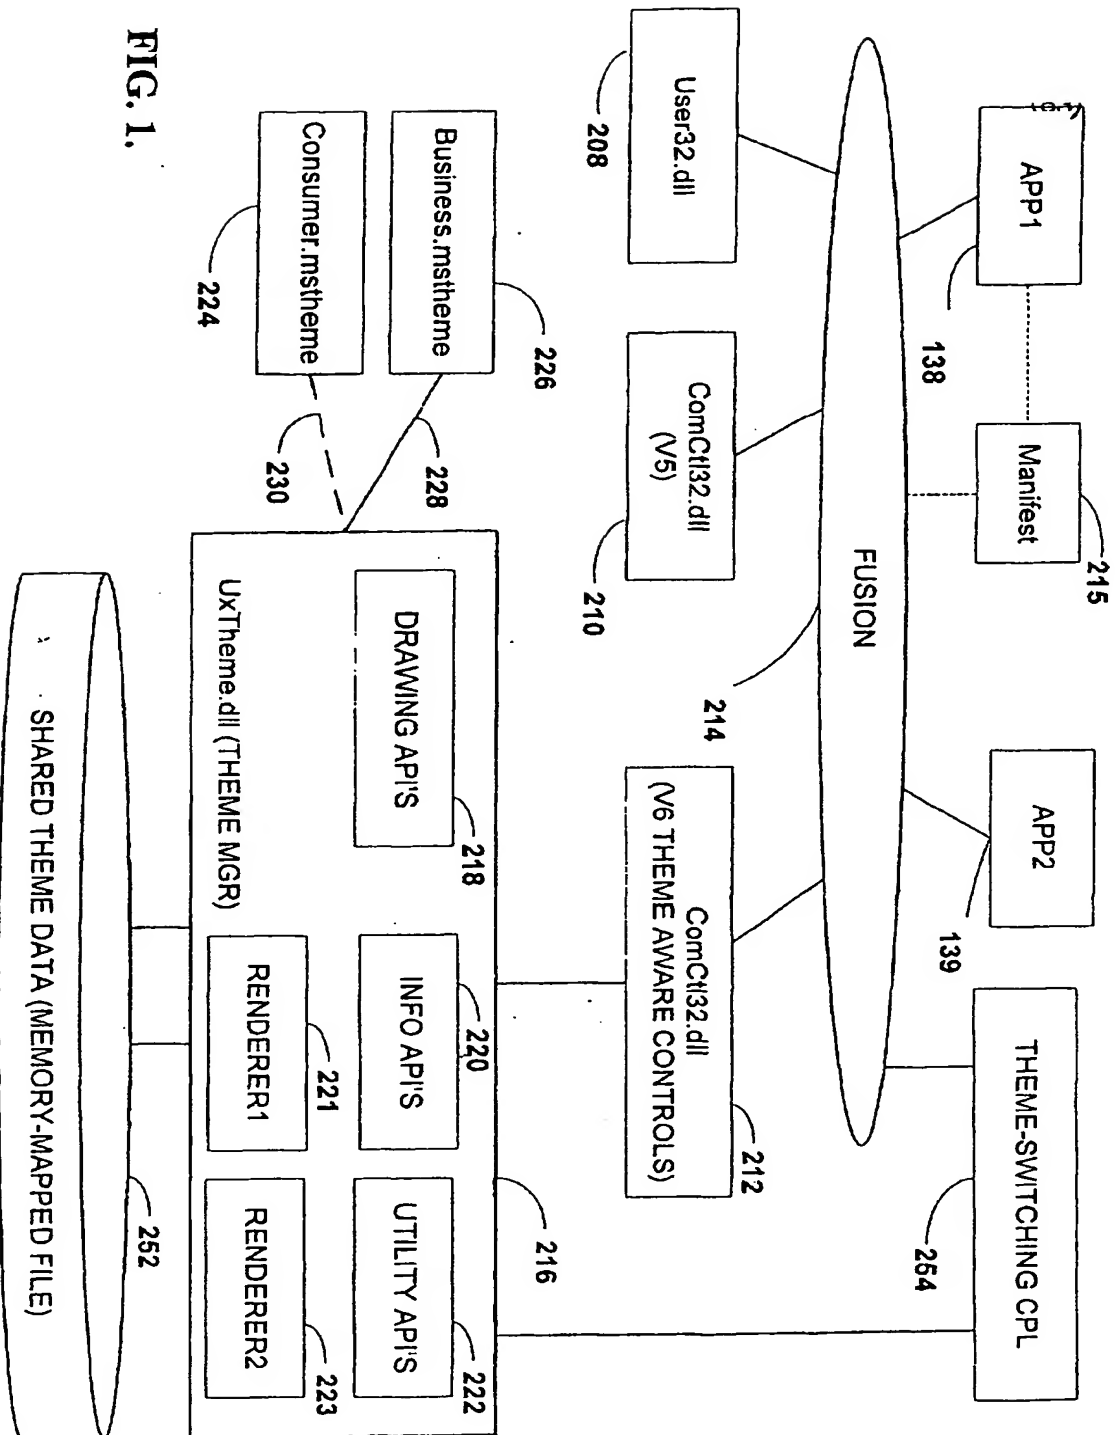 APP1
138
Manifest
215
APP2
139
THEME-SWITCHING CPL
254
FUSION
214
User32.dll
208
ComCtl32.dll
(V5)
210
ComCtl32.dll
(V6 THEME AWARE CONTROLS)
212
Business.mstheme
226
Consumer.mstheme
224
228
230
216
DRAWING API'S
218
INFO API'S
220
UTILITY API'S
222
UxTheme.dll (THEME MGR)
RENDERER1
221
RENDERER2
223
252
SHARED THEME DATA (MEMORY-MAPPED FILE)
FIG. 1.